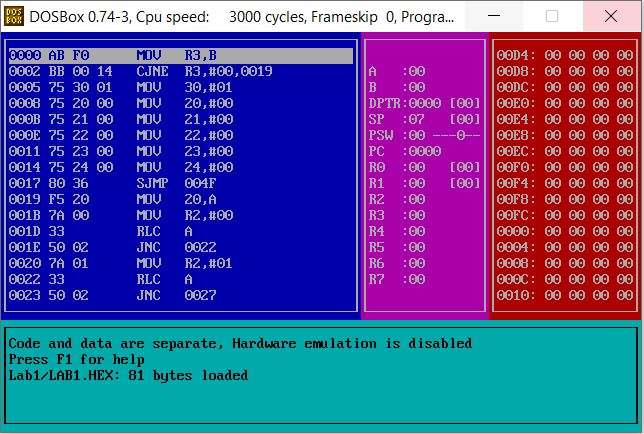 DOSBox 0.74-3, Cpu speed:    3000 cycles, Frameskip  0, Progra...
0000 AB F0       MOV   R3,B
0002 BB 00 14    CJNE  R3,#00,0019
0005 75 30 01    MOV   30,#01
0008 75 20 00    MOV   20,#00
000B 75 21 00    MOV   21,#00
000E 75 22 00    MOV   22,#00
0011 75 23 00    MOV   23,#00
0014 75 24 00    MOV   24,#00
0017 80 36       SJMP  004F
0019 F5 20       MOV   20,A
001B 7A 00       MOV   R2,#00
001D 33          RLC   A
001E 50 02       JNC   0022
0020 7A 01       MOV   R2,#01
0022 33          RLC   A
0023 50 02       JNC   0027
A   :00
B   :00
DPTR:0000 [00]
SP  :07   [00]
PSW :00 ---0--
PC  :0000
R0  :00   [00]
R1  :00   [00]
R2  :00
R3  :00
R4  :00
R5  :00
R6  :00
R7  :00
00D4: 00 00 00 00
00D8: 00 00 00 00
00DC: 00 00 00 00
00E0: 00 00 00 00
00E4: 00 00 00 00
00E8: 00 00 00 00
00EC: 00 00 00 00
00F0: 00 00 00 00
00F4: 00 00 00 00
00F8: 00 00 00 00
00FC: 00 00 00 00
0000: 00 00 00 00
0004: 00 00 00 00
0008: 00 00 00 00
000C: 00 00 00 00
0010: 00 00 00 00
Code and data are separate, Hardware emulation is disabled
Press F1 for help
Lab1/LAB1.HEX: 81 bytes loaded